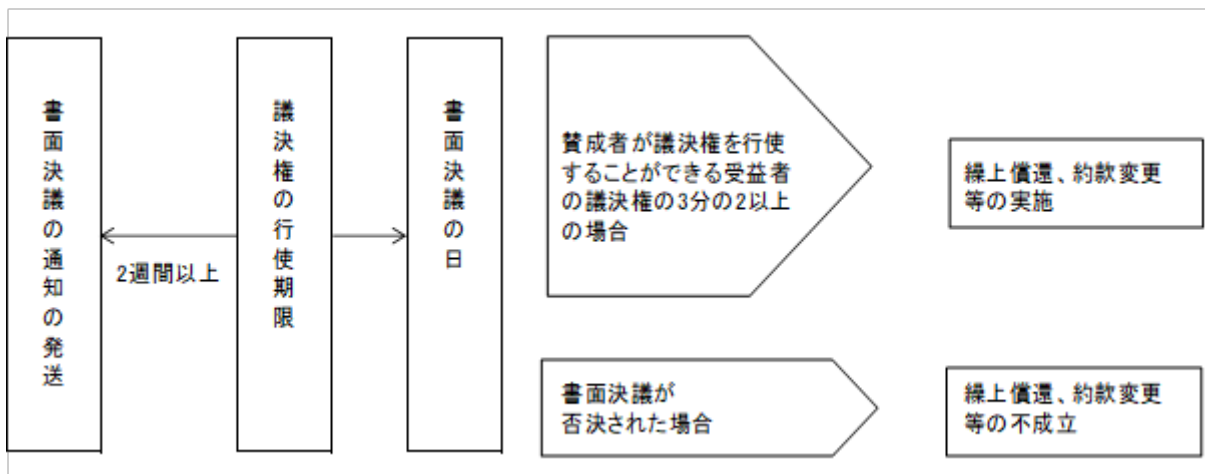 書面決議の通知の発送
2週間以上
議決権の行使期限
書面決議の日
賛成者が議決権を行使
することができる受益者
の議決権の3分の2以上
の場合
繰上償還、約款変更
等の実施
書面決議が
否決された場合
繰上償還、約款変更
等の不成立